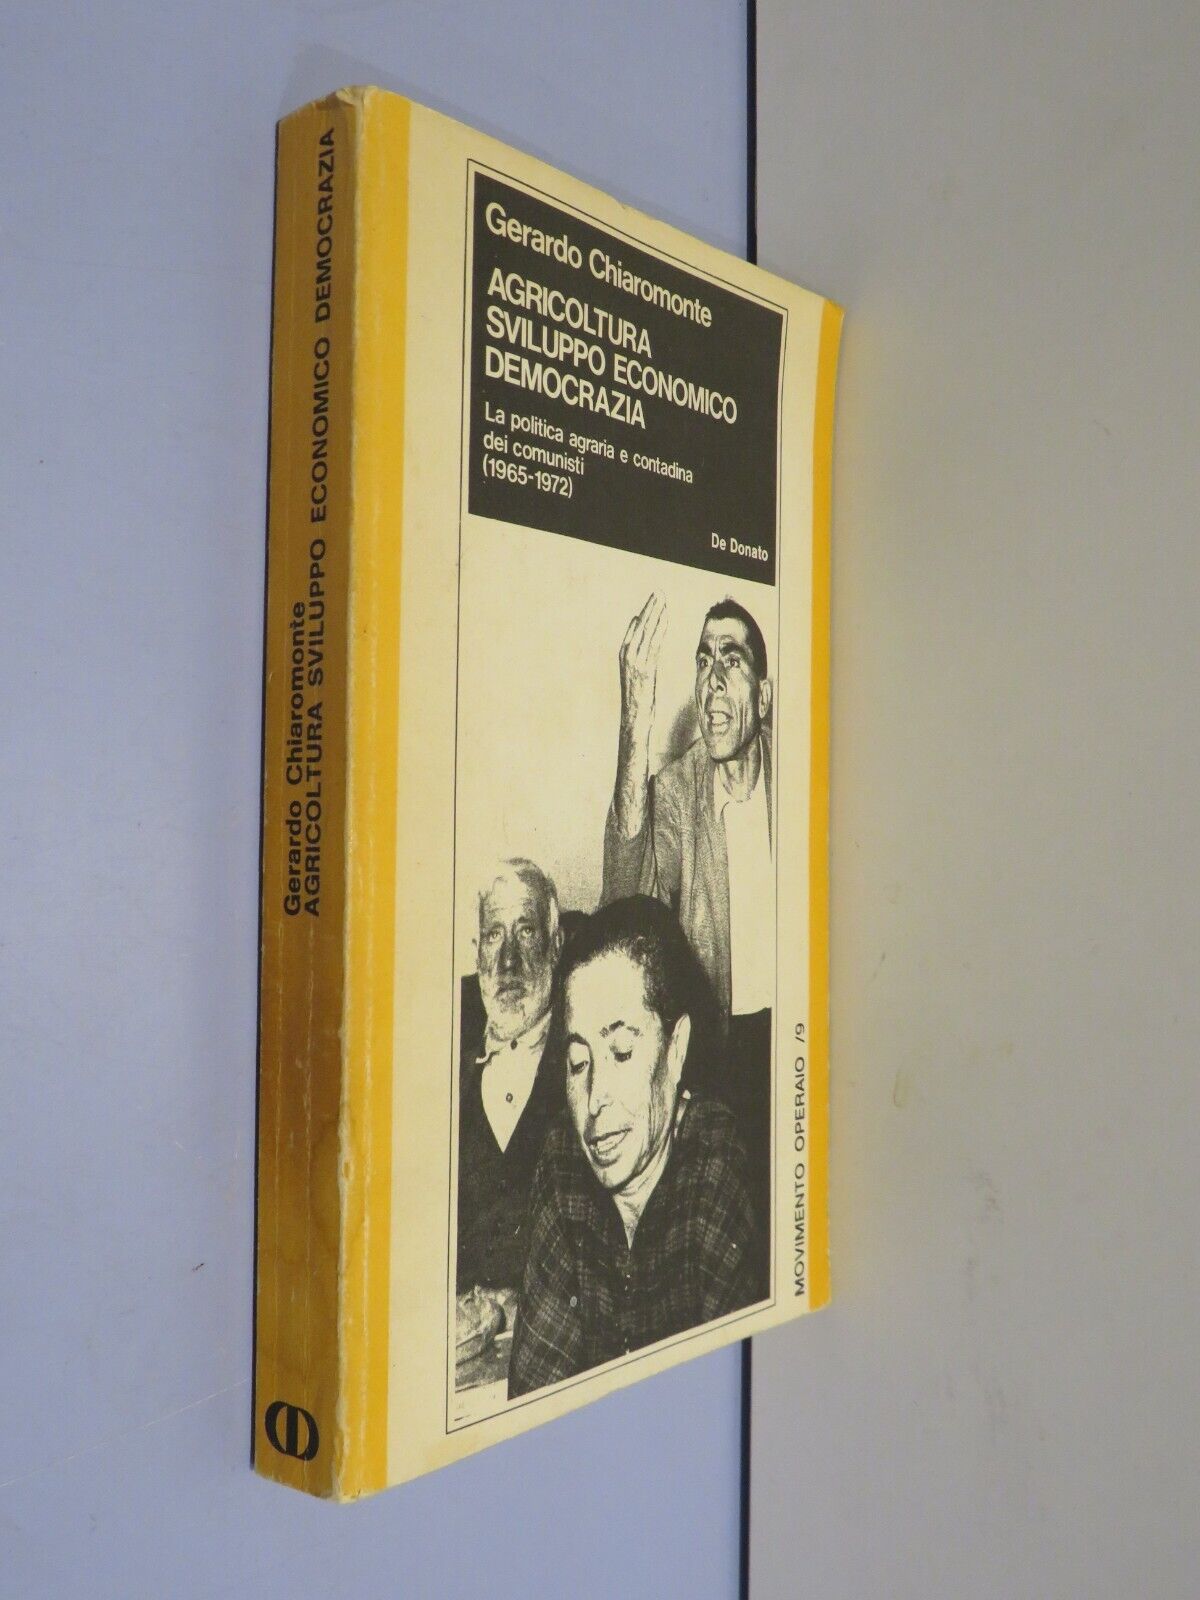 Gerardo Chiaromonte
AGRICOLTURA SVILUPPO ECONOMICO DEMOCRAZIA
Gerardo Chiaromonte
AGRICOLTURA
SVILUPPO ECONOMICO
DEMOCRAZIA
La politica agraria e contadina
dei comunisti
(1965-1972)
De Donato
MOVIMENTO OPERAIO /9